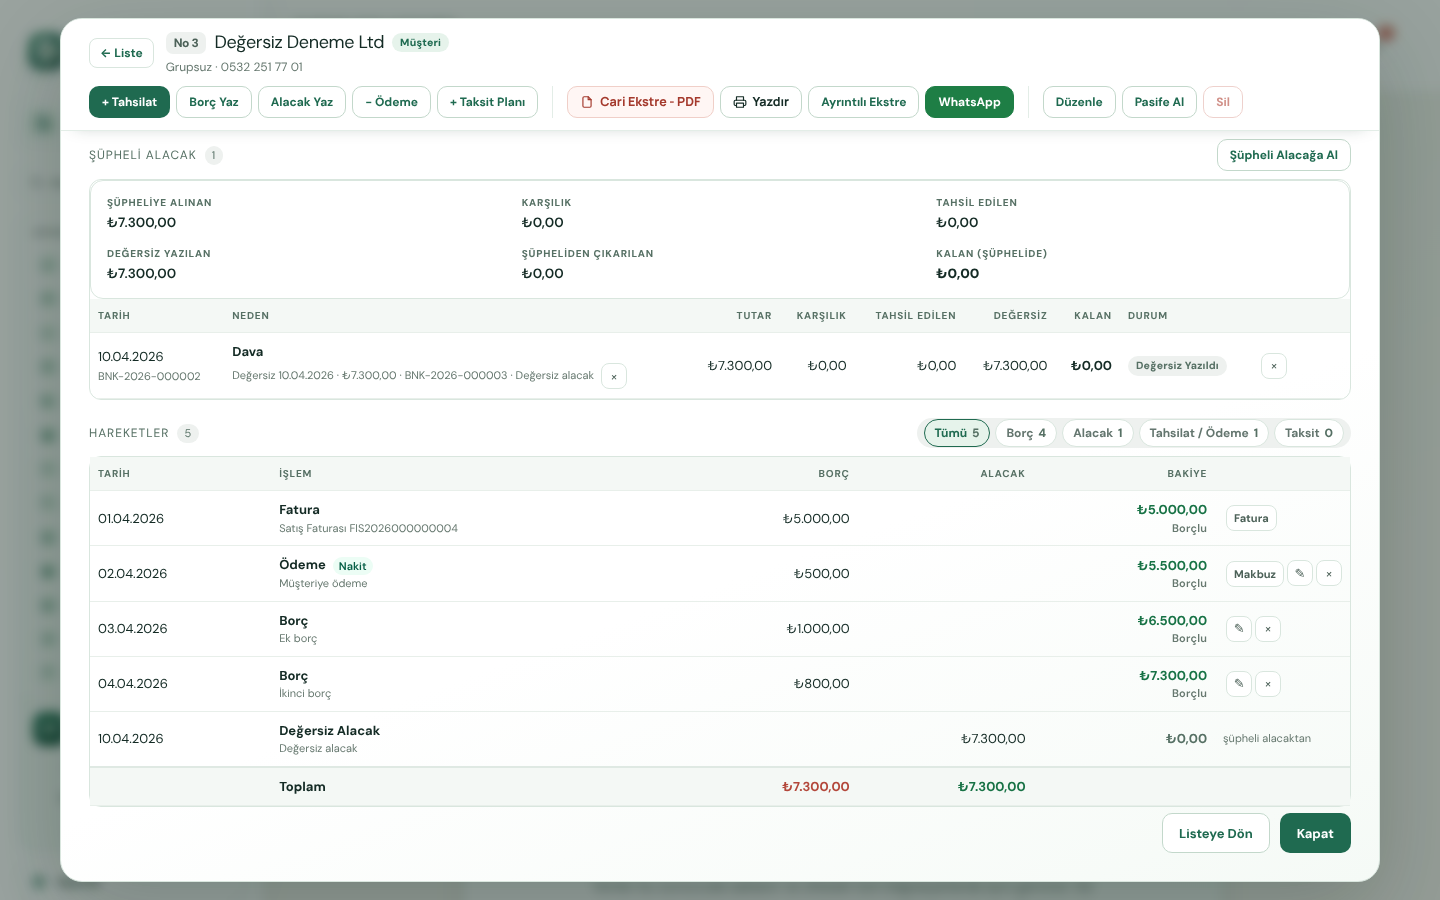 ← Liste
No 3 Değersiz Deneme Ltd Müşteri
Grupsuz · 0532 251 77 01
+ Tahsilat Borç Yaz Alacak Yaz - Ödeme + Taksit Planı Cari Ekstre - PDF Yazdır Ayrıntılı Ekstre WhatsApp Düzenle Pasife Al Sil
ŞÜPHELİ ALACAK 1 Şüpheli Alacağa Al
ŞÜPHELİYE ALINAN KARŞILIK TAHSİL EDİLEN
₺7.300,00 ₺0,00 ₺0,00
DEĞERSİZ YAZILAN ŞÜPHELİDEN ÇIKARILAN KALAN (ŞÜPHELİDE)
₺7.300,00 ₺0,00 ₺0,00
TARİH NEDEN TUTAR KARŞILIK TAHSİL EDİLEN DEĞERSİZ KALAN DURUM
10.04.2026 Dava ₺7.300,00 ₺0,00 ₺0,00 ₺7.300,00 ₺0,00 Değersiz Yazıldı ×
BNK-2026-000002 Değersiz 10.04.2026 · ₺7.300,00 · BNK-2026-000003 · Değersiz alacak ×
HAREKETLER 5 Tümü 5 Borç 4 Alacak 1 Tahsilat / Ödeme 1 Taksit 0
TARİH İŞLEM BORÇ ALACAK BAKİYE
01.04.2026 Fatura ₺5.000,00 ₺5.000,00 Fatura
Satış Faturası FIS2026000000004 Borçlu
02.04.2026 Ödeme Nakit ₺500,00 ₺5.500,00 Makbuz ✎ ×
Müşteriye ödeme Borçlu
03.04.2026 Borç ₺1.000,00 ₺6.500,00 ✎ ×
Ek borç Borçlu
04.04.2026 Borç ₺800,00 ₺7.300,00 ✎ ×
İkinci borç Borçlu
10.04.2026 Değersiz Alacak ₺7.300,00 ₺0,00 şüpheli alacaktan
Değersiz alacak
Toplam ₺7.300,00 ₺7.300,00
Listeye Dön Kapat